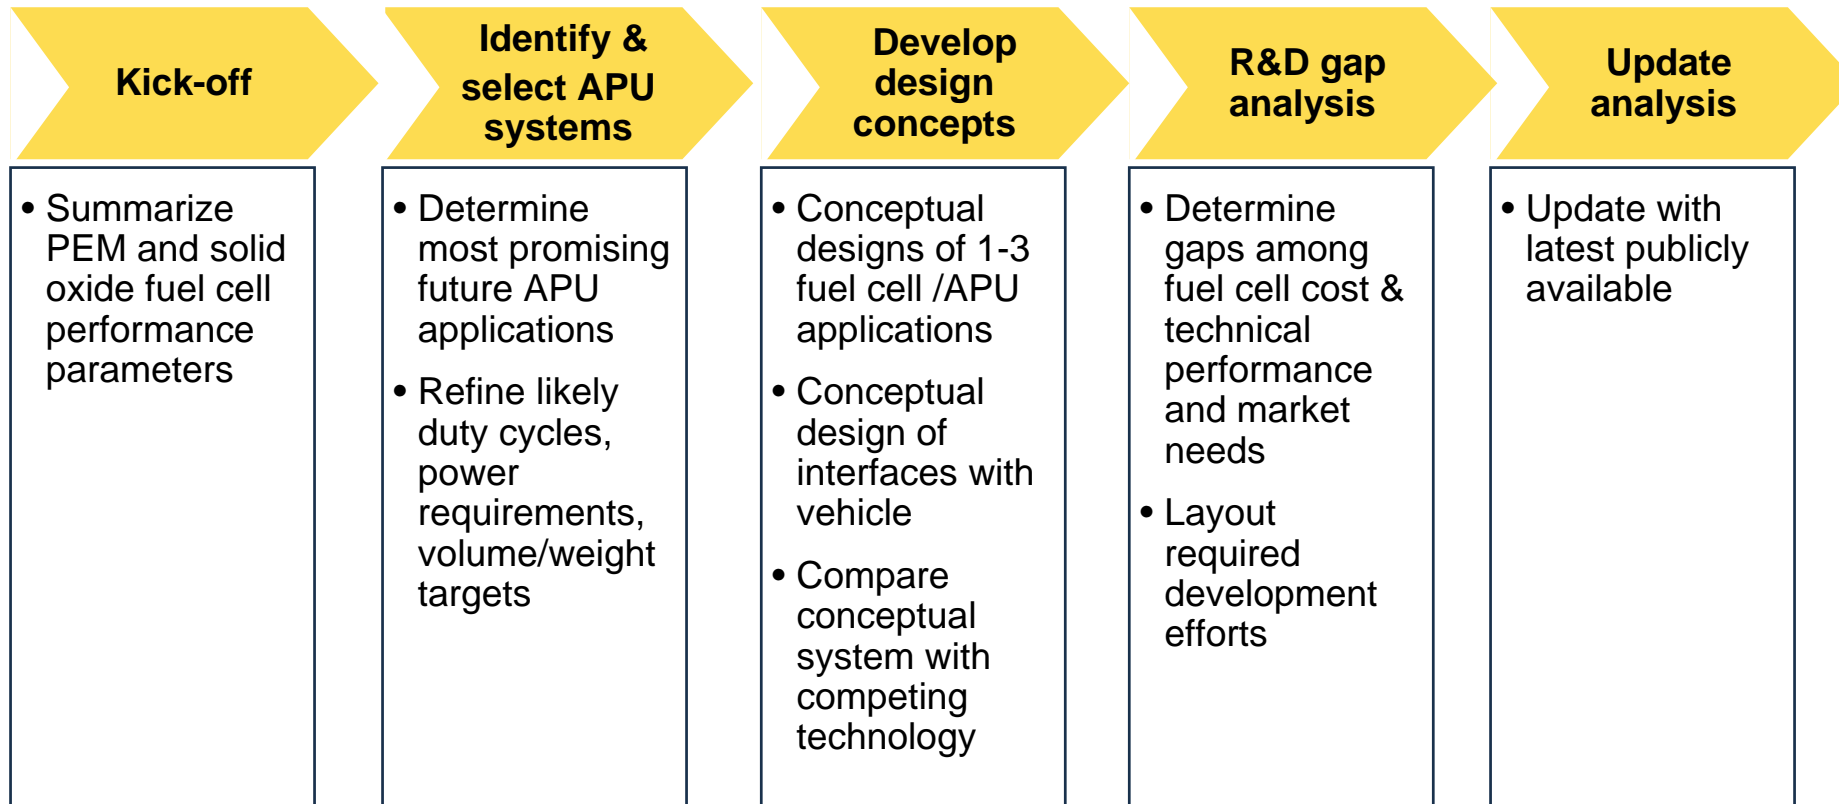 Kick-off
Identify &
select APU
systems
Develop
design
concepts
R&D gap
analysis
Update
analysis
• Summarize
PEM and solid
oxide fuel cell
performance
parameters
• Determine
most promising
future APU
applications
• Refine likely
duty cycles,
power
requirements,
volume/weight
targets
• Conceptual
designs of 1-3
fuel cell /APU
applications
• Conceptual
design of
interfaces with
vehicle
• Compare
conceptual
system with
competing
technology
• Determine
gaps among
fuel cell cost &
technical
performance
and market
needs
• Layout
required
development
efforts
• Update with
latest publicly
available